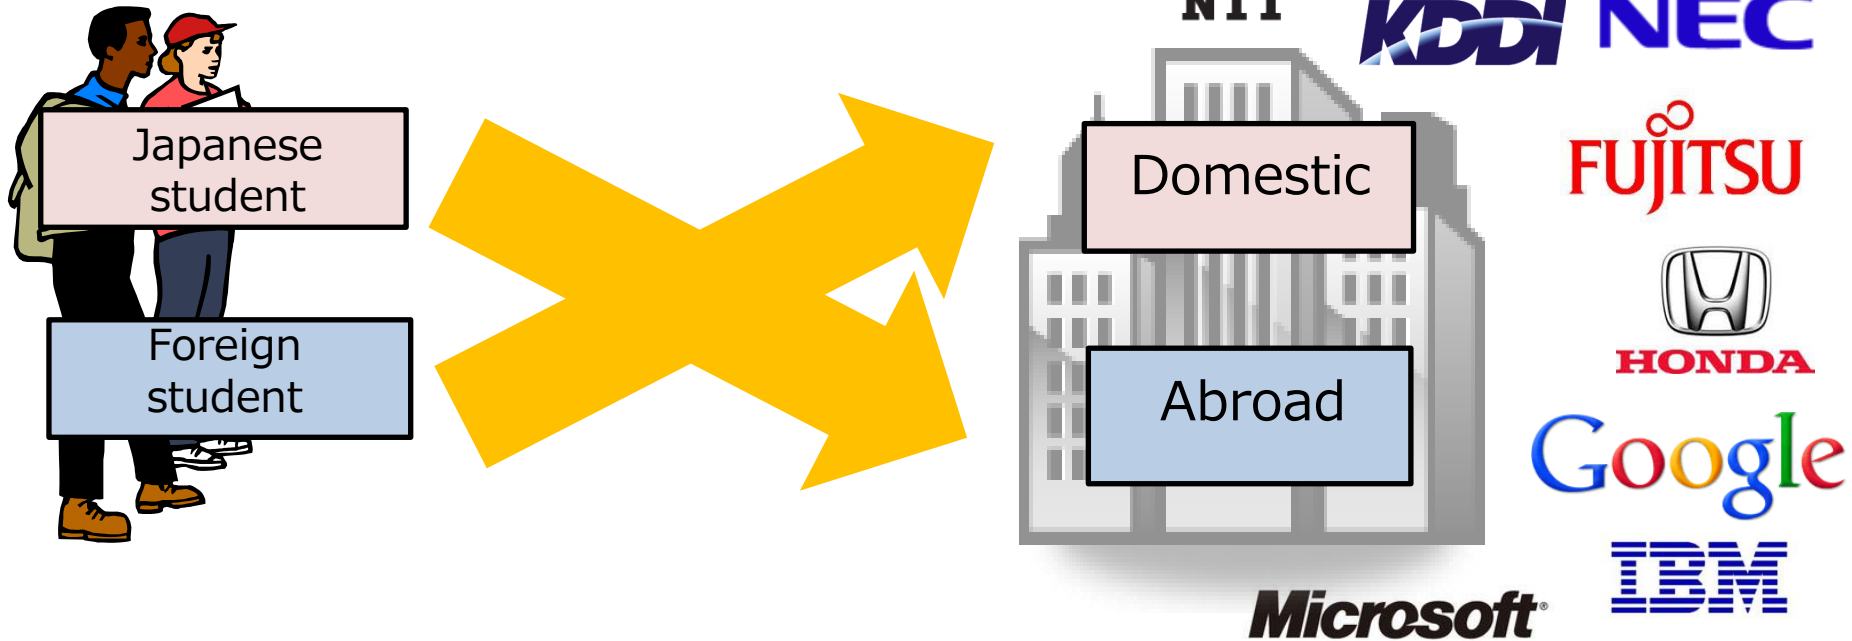 NTT
KDDI
NEC
Japanese
student
Domestic
FUJITSU
HONDA
Foreign
student
Abroad
Google
IBM
Microsoft®